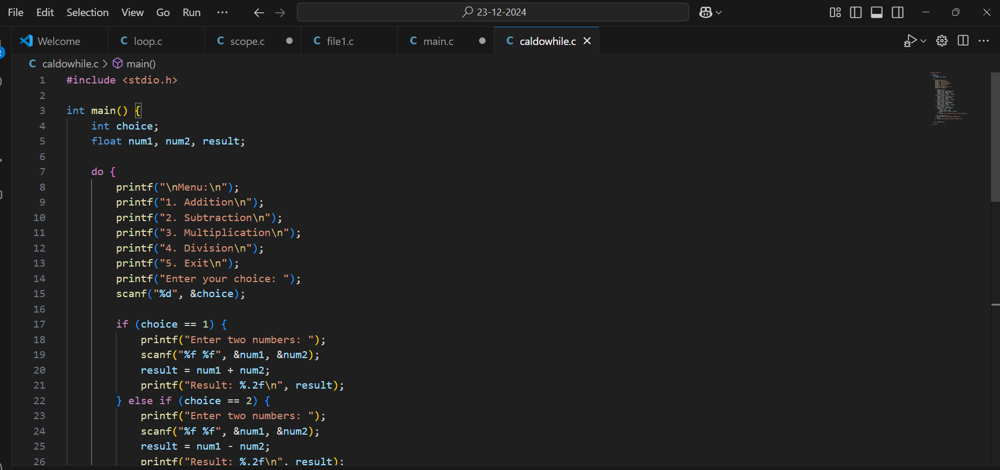 File Edit Selection View Go Run ··· 23-12-2024
Welcome loop.c scope.c file1.c main.c caldowhile.c
caldowhile.c > main()
1 #include <stdio.h>
2
3 int main() {
4     int choice;
5     float num1, num2, result;
6
7     do {
8         printf("\nMenu:\n");
9         printf("1. Addition\n");
10         printf("2. Subtraction\n");
11         printf("3. Multiplication\n");
12         printf("4. Division\n");
13         printf("5. Exit\n");
14         printf("Enter your choice: ");
15         scanf("%d", &choice);
16
17         if (choice == 1) {
18             printf("Enter two numbers: ");
19             scanf("%f %f", &num1, &num2);
20             result = num1 + num2;
21             printf("Result: %.2f\n", result);
22         } else if (choice == 2) {
23             printf("Enter two numbers: ");
24             scanf("%f %f", &num1, &num2);
25             result = num1 - num2;
26             printf("Result: %.2f\n", result);